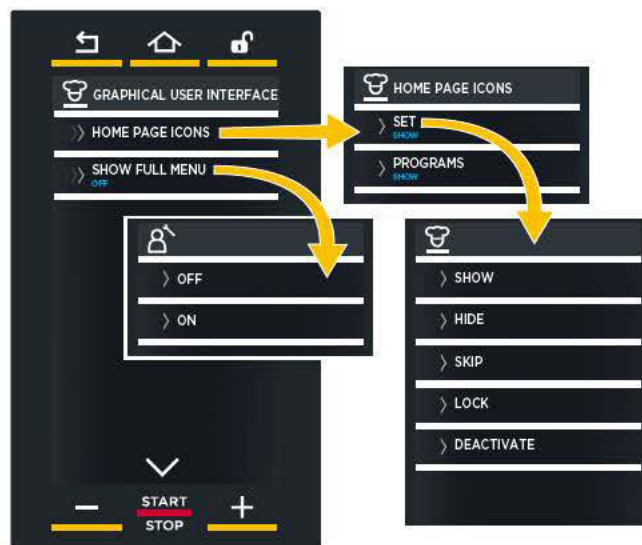 GRAPHICAL USER INTERFACE
HOME PAGE ICONS
SHOW FULL MENU
OFF
OFF
ON
START
STOP
HOME PAGE ICONS
SET
SHOW
PROGRAMS
SHOW
SHOW
HIDE
SKIP
LOCK
DEACTIVATE